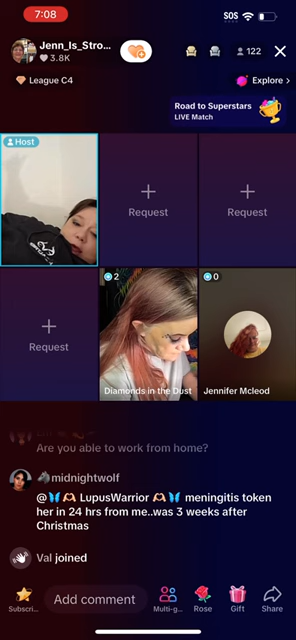 7:08
SOS
Jenn_Is_Stro...
3.8K
122
League C4
Explore >
Road to Superstars
LIVE Match
Host
Request
Request
Request
2
Diamonds in the Dust
0
Jennifer Mcleod
Are you able to work from home?
midnightwolf
@🦋🫶🏻 LupusWarrior 🫶🏻🦋 meningitis token
her in 24 hrs from me..was 3 weeks after
Christmas
Val joined
Add comment
Subscri...
Multi-g...
Rose
Gift
Share